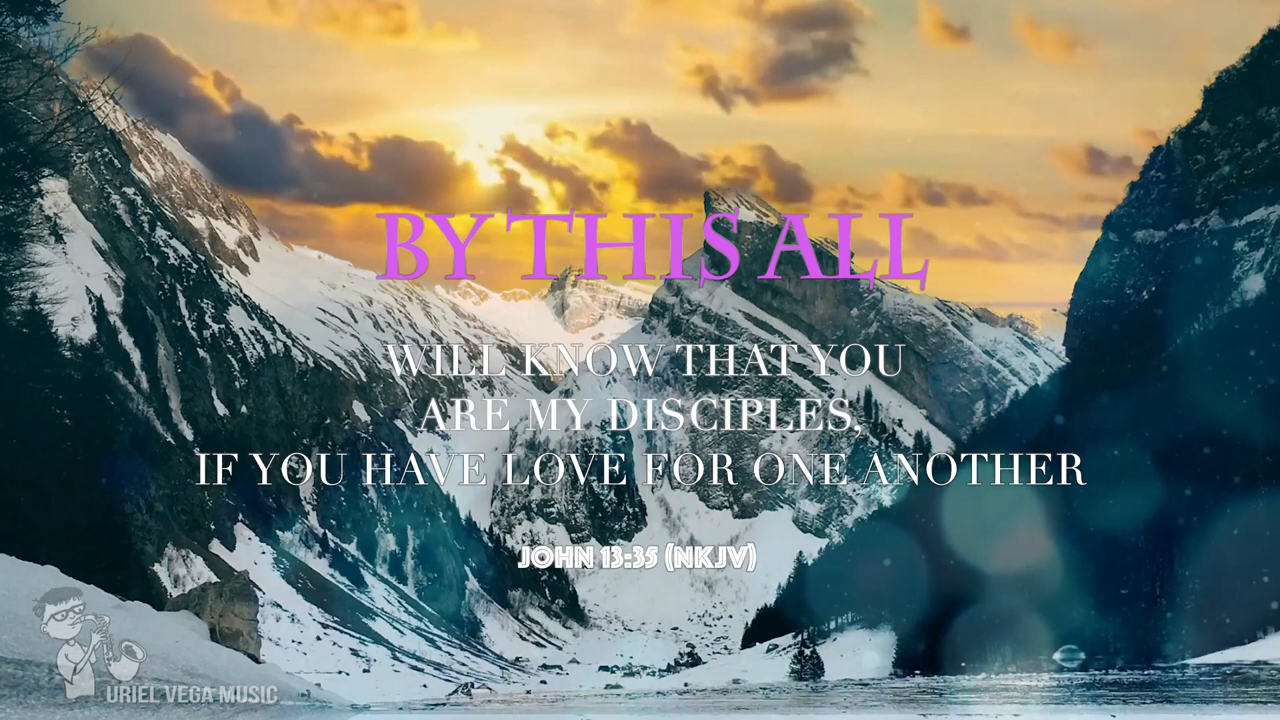 BY THIS ALL
WILL KNOW THAT YOU
ARE MY DISCIPLES,
IF YOU HAVE LOVE FOR ONE ANOTHER
JOHN 13:35 (NKJV)
URIEL VEGA MUSIC